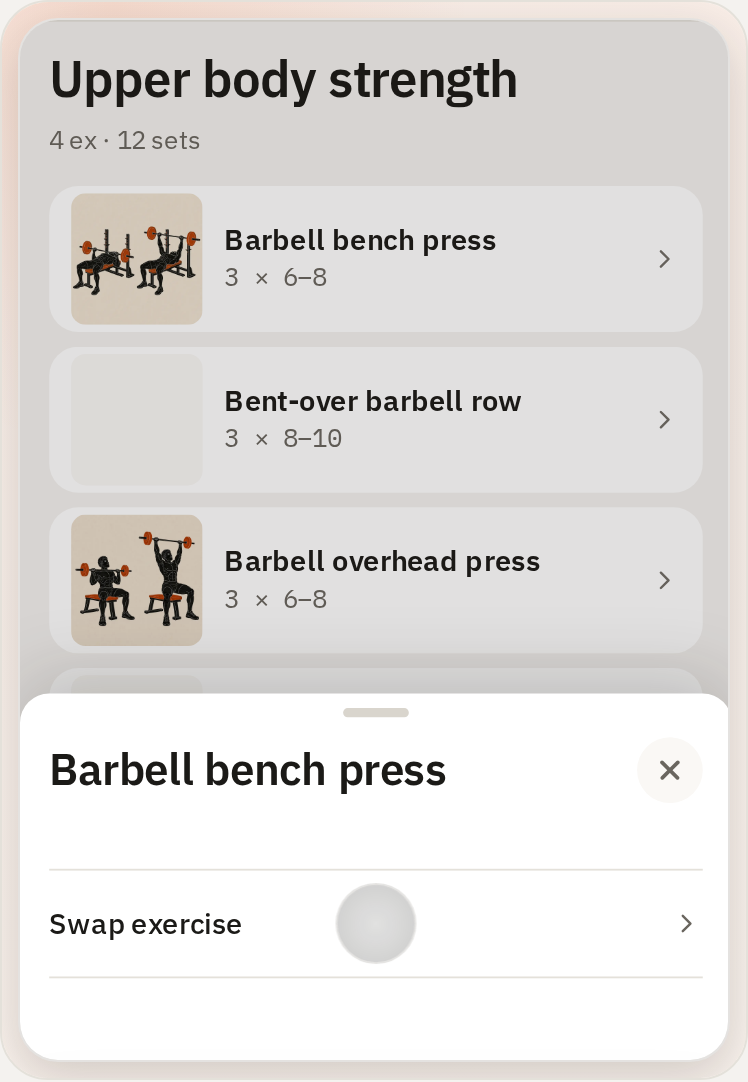 Upper body strength
4 ex · 12 sets
Barbell bench press
3 × 6–8
Bent-over barbell row
3 × 8–10
Barbell overhead press
3 × 6–8
Barbell bench press
Swap exercise